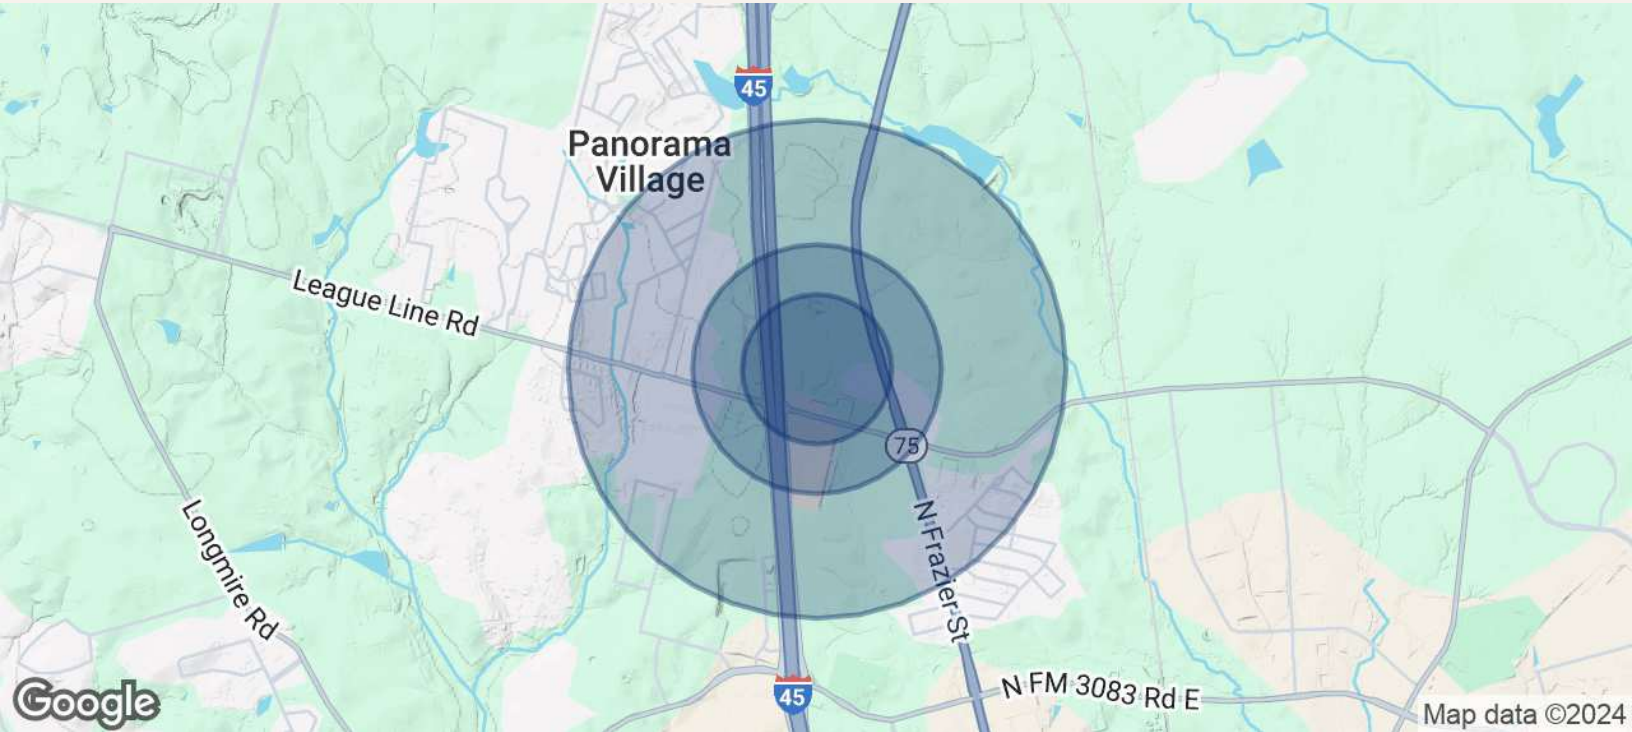 45
Panorama
Village
League Line Rd
75
N Frazier St
Longmire Rd
N FM 3083 Rd E
45
Google
Map data ©2024